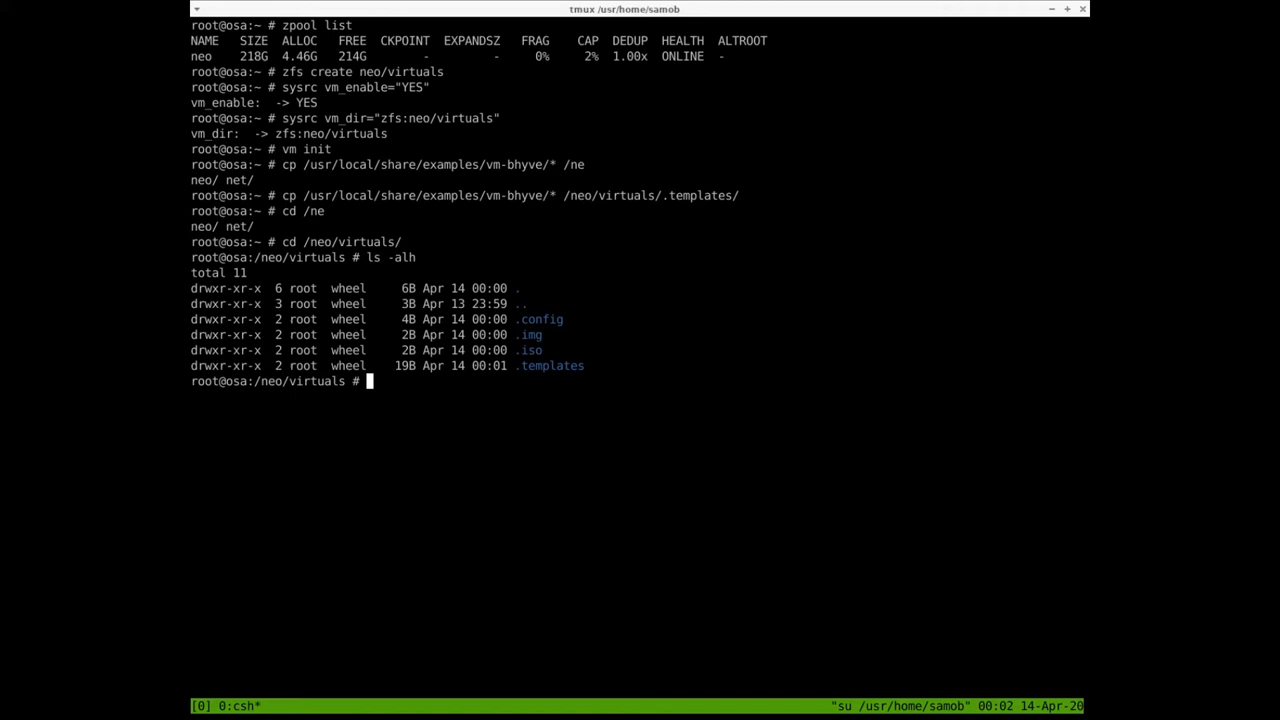 tmux /usr/home/samob
root@osa:~ # zpool list
NAME   SIZE  ALLOC   FREE  CKPOINT  EXPANDSZ   FRAG    CAP  DEDUP  HEALTH  ALTROOT
neo    218G  4.46G   214G        -         -     0%     2%  1.00x  ONLINE  -
root@osa:~ # zfs create neo/virtuals
root@osa:~ # sysrc vm_enable="YES"
vm_enable:  -> YES
root@osa:~ # sysrc vm_dir="zfs:neo/virtuals"
vm_dir:  -> zfs:neo/virtuals
root@osa:~ # vm init
root@osa:~ # cp /usr/local/share/examples/vm-bhyve/* /ne
neo/ net/
root@osa:~ # cp /usr/local/share/examples/vm-bhyve/* /neo/virtuals/.templates/
root@osa:~ # cd /ne
neo/ net/
root@osa:~ # cd /neo/virtuals/
root@osa:/neo/virtuals # ls -alh
total 11
drwxr-xr-x  6 root  wheel     6B Apr 14 00:00 .
drwxr-xr-x  3 root  wheel     3B Apr 13 23:59 ..
drwxr-xr-x  2 root  wheel     4B Apr 14 00:00 .config
drwxr-xr-x  2 root  wheel     2B Apr 14 00:00 .img
drwxr-xr-x  2 root  wheel     2B Apr 14 00:00 .iso
drwxr-xr-x  2 root  wheel    19B Apr 14 00:01 .templates
root@osa:/neo/virtuals #
[0] 0:csh* "su /usr/home/samob" 00:02 14-Apr-20